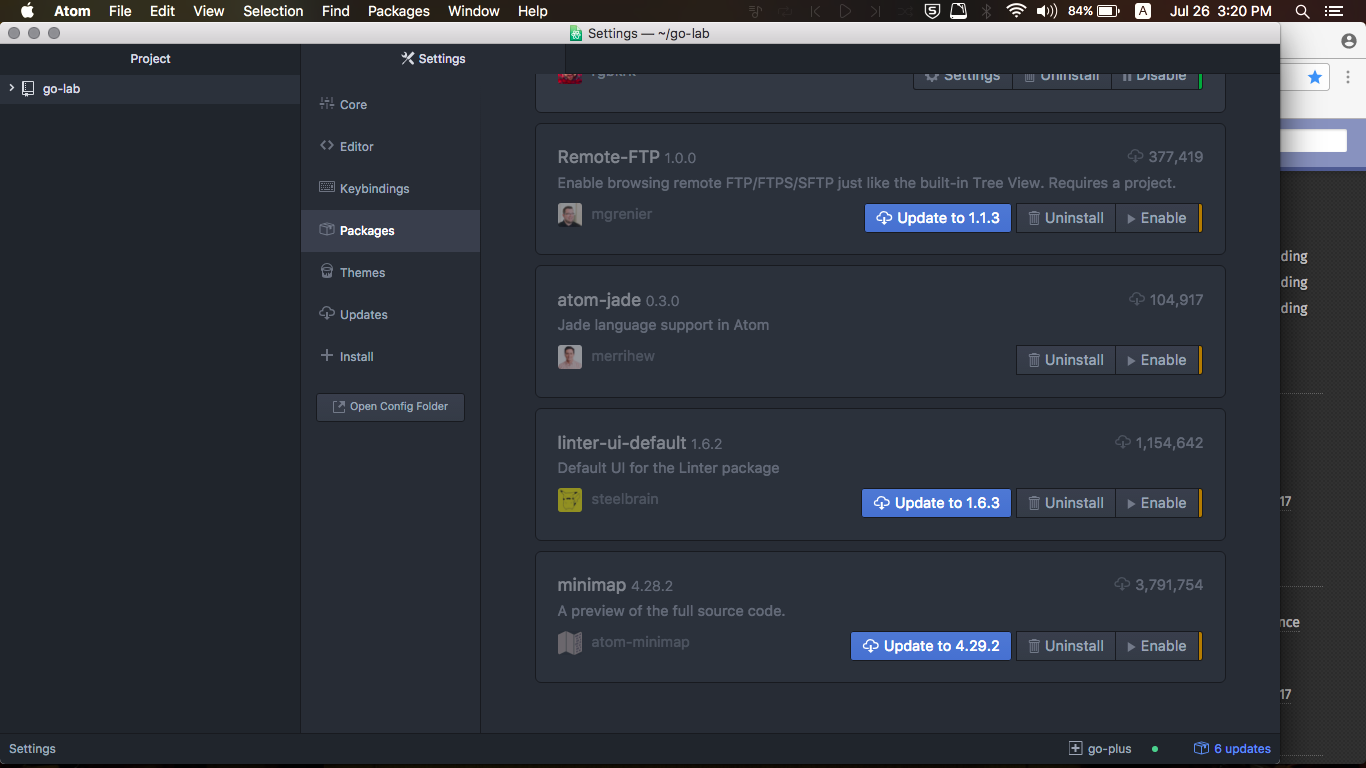 Atom File Edit View Selection Find Packages Window Help 84% A Jul 26 3:20 PM
Settings — ~/go-lab
Project
Settings
go-lab
Core
Editor
Keybindings
Packages
Themes
Updates
Install
Open Config Folder
Settings Uninstall Disable
Remote-FTP 1.0.0 377,419
Enable browsing remote FTP/FTPS/SFTP just like the built-in Tree View. Requires a project.
mgrenier Update to 1.1.3 Uninstall Enable
atom-jade 0.3.0 104,917
Jade language support in Atom
merrihew Uninstall Enable
linter-ui-default 1.6.2 1,154,642
Default UI for the Linter package
steelbrain Update to 1.6.3 Uninstall Enable
minimap 4.28.2 3,791,754
A preview of the full source code.
atom-minimap Update to 4.29.2 Uninstall Enable
ding
ding
ding
17
nce
17
Settings go-plus 6 updates